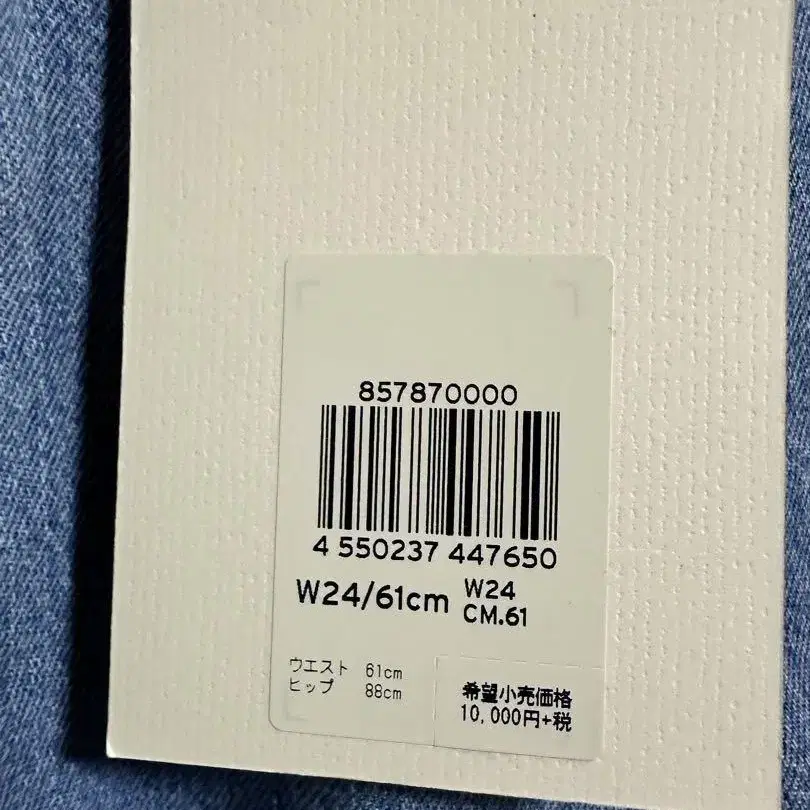 857870000
4 550237 447650
W24/61cm
W24
CM.61
ウエスト 61cm
ヒップ 88cm
希望小売価格
10,000円+税